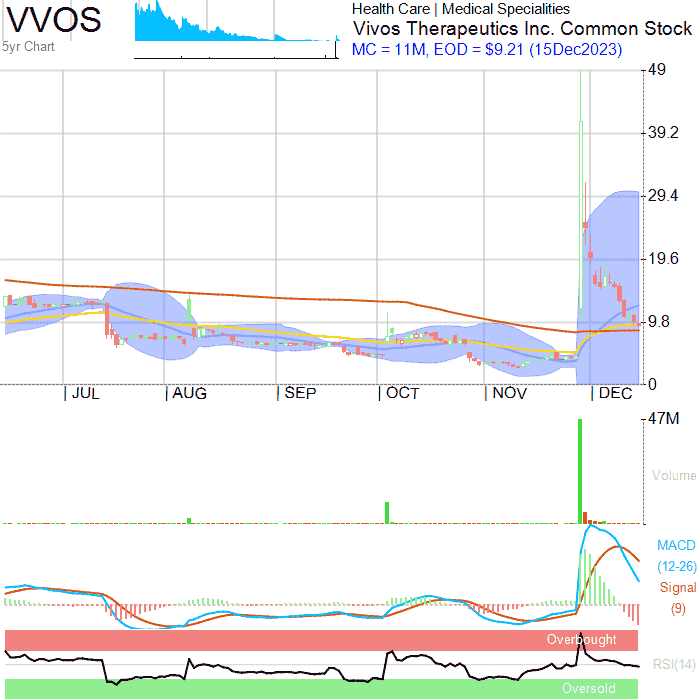 VVOS
5yr Chart
Health Care | Medical Specialities
Vivos Therapeutics Inc. Common Stock
MC = 11M, EOD = $9.21 (15Dec2023)
49
39.2
29.4
19.6
9.8
0
| JUL | AUG | SEP | OCT | NOV | DEC
47M
Volume
MACD
(12-26)
Signal
(9)
Overbought
RSI(14)
Oversold